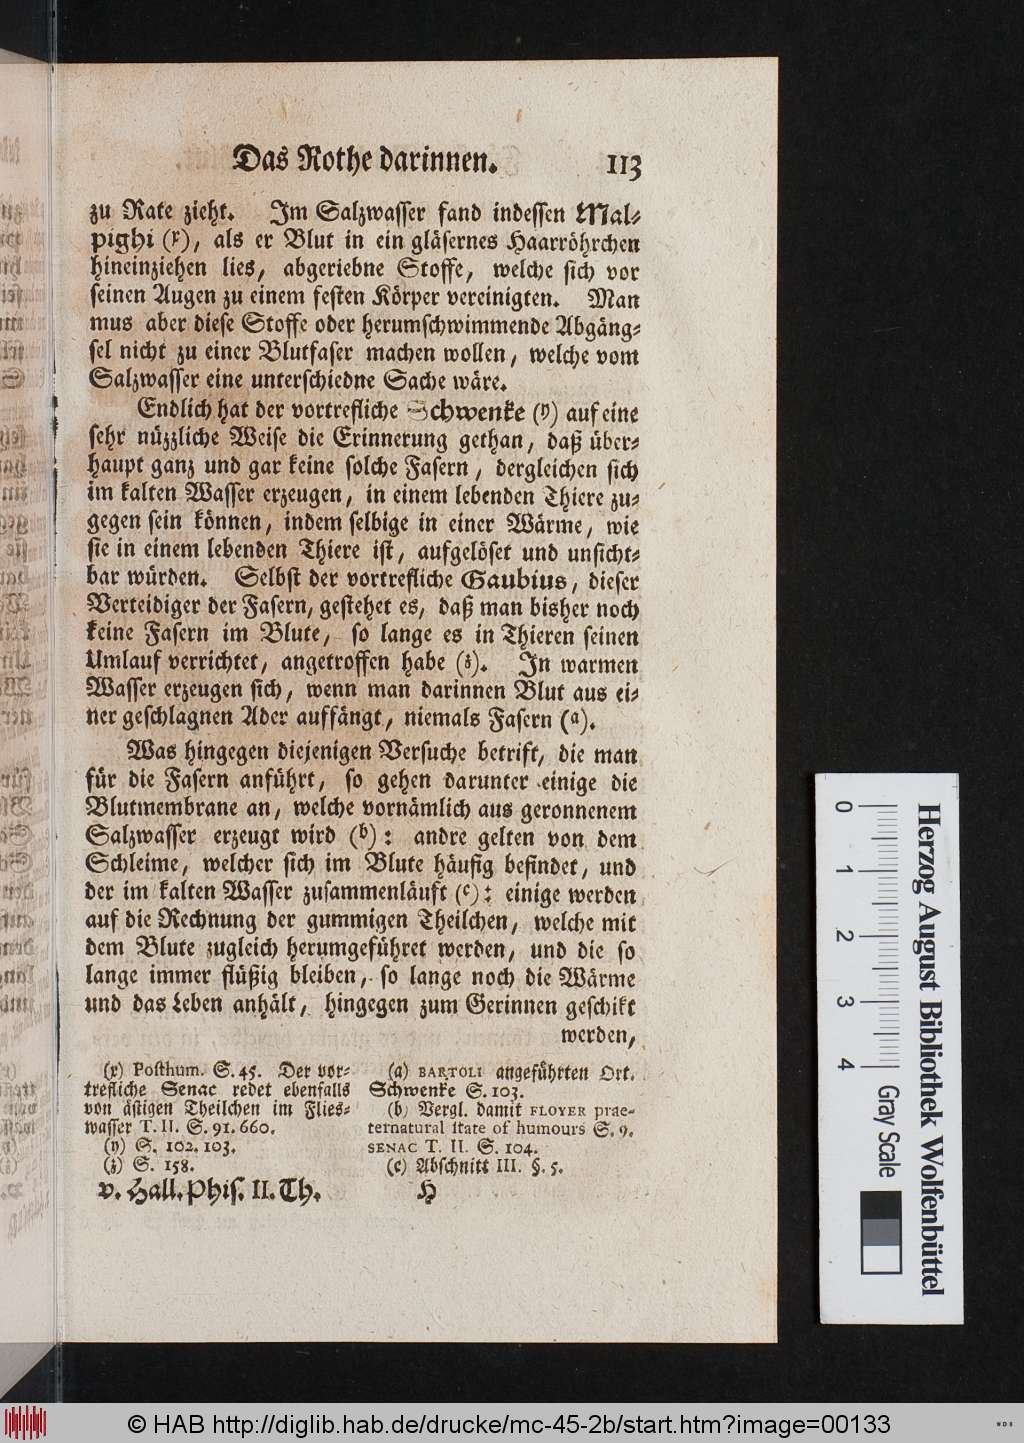 Das Rothe darinnen. 113
zu Rate zieht. Im Salzwasser fand indessen Mal-
pighi (x), als er Blut in ein gläsernes Haarröhrchen
hineinziehen lies, abgeriebne Stoffe, welche sich vor
seinen Augen zu einem festen Körper vereinigten. Man
mus aber diese Stoffe oder herumschwimmende Abgäng-
sel nicht zu einer Blutfaser machen wollen, welche vom
Salzwasser eine unterschiedne Sache wäre.
Endlich hat der vortrefliche Schwenke (y) auf eine
sehr nüzzliche Weise die Erinnerung gethan, daß über-
haupt ganz und gar keine solche Fasern, dergleichen sich
im kalten Wasser erzeugen, in einem lebenden Thiere zu-
gegen sein können, indem selbige in einer Wärme, wie
sie in einem lebenden Thiere ist, aufgelöset und unsicht-
bar würden. Selbst der vortrefliche Gaubius, dieser
Verteidiger der Fasern, gestehet es, daß man bisher noch
keine Fasern im Blute, so lange es in Thieren seinen
Umlauf verrichtet, angetroffen habe (z). In warmen
Wasser erzeugen sich, wenn man darinnen Blut aus ei-
ner geschlagnen Ader auffängt, niemals Fasern (a).
Was hingegen diejenigen Versuche betrift, die man
für die Fasern anführt, so gehen darunter einige die
Blutmembrane an, welche vornämlich aus geronnenem
Salzwasser erzeugt wird (b): andre gelten von dem
Schleime, welcher sich im Blute häufig befindet, und
der im kalten Wasser zusammenläuft (c): einige werden
auf die Rechnung der gummigen Theilchen, welche mit
dem Blute zugleich herumgeführet werden, und die so
lange immer flüßig bleiben, so lange noch die Wärme
und das Leben anhält, hingegen zum Gerinnen geschikt
werden,
(x) Posthum. S. 45. Der vor-
trefliche Senac redet ebenfalls
von ästigen Theilchen im Flies-
wasser T. II. S. 91. 660.
(y) S. 102. 103.
(z) S. 158.
(a) BARTOLI angeführten Ort.
Schwenke S. 103.
(b) Vergl. damit FLOYER prae-
ternatural state of humours S. 9.
SENAC T. II. S. 104.
(c) Abschnitt III. §. 5.
v. Hall. Phis. II. Th. H
0 1 2 3 4
Gray Scale
Herzog August Bibliothek Wolfenbüttel
© HAB http://diglib.hab.de/drucke/mc-45-2b/start.htm?image=00133